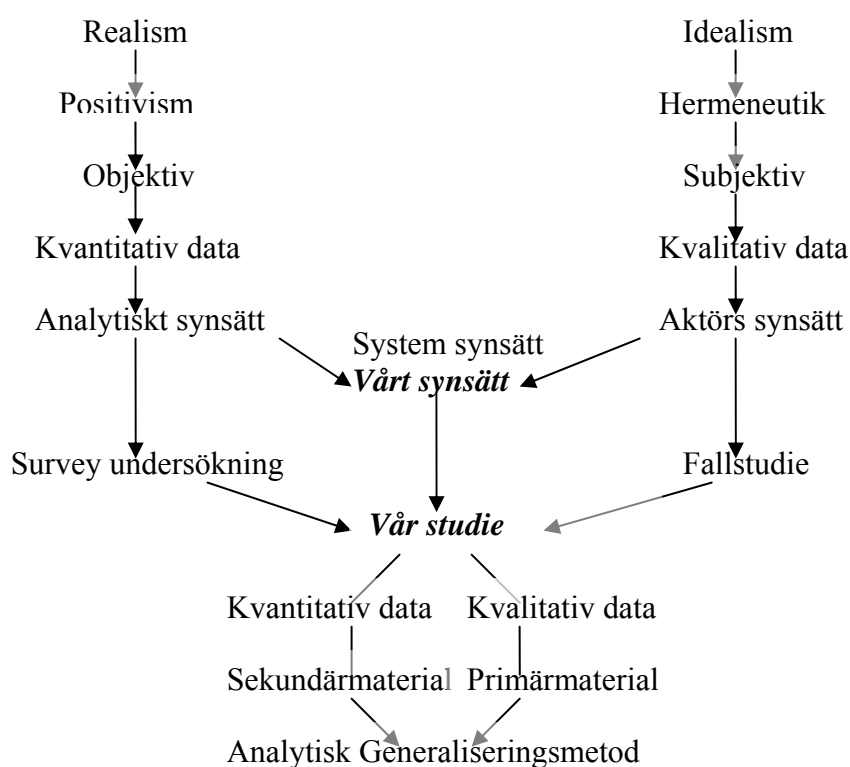 Realism Idealism
Positivism Hermeneutik
Objektiv Subjektiv
Kvantitativ data Kvalitativ data
Analytiskt synsätt Aktörs synsätt
System synsätt
Vårt synsätt
Survey undersökning Fallstudie
Vår studie
Kvantitativ data Kvalitativ data
Sekundärmaterial Primärmaterial
Analytisk Generaliseringsmetod